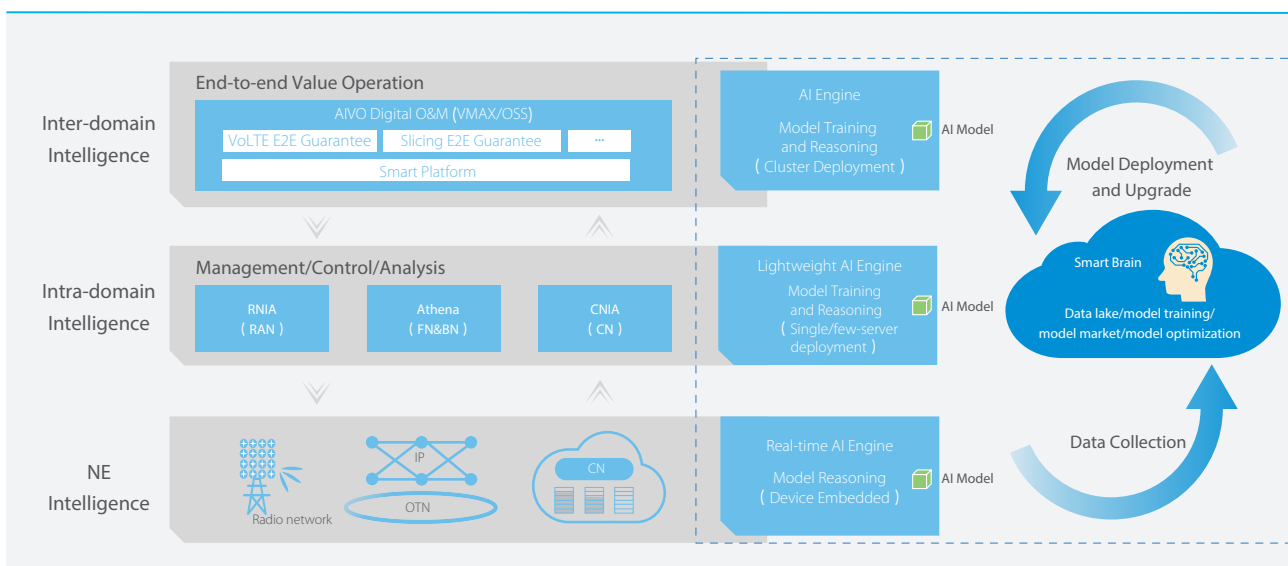 Inter-domain
Intelligence
End-to-end Value Operation
AIVO Digital O&M (VMAX/OSS)
VoLTE E2E Guarantee
Slicing E2E Guarantee
...
Smart Platform
AI Engine
Model Training
and Reasoning
( Cluster Deployment )
AI Model
Model Deployment
and Upgrade
Intra-domain
Intelligence
Management/Control/Analysis
RNIA
( RAN )
Athena
( FN&BN )
CNIA
( CN )
Lightweight AI Engine
Model Training
and Reasoning
( Single/few-server
deployment )
AI Model
Smart Brain
Data lake/model training/
model market/model optimization
NE
Intelligence
Radio network
IP
OTN
CN
Real-time AI Engine
Model Reasoning
( Device Embedded )
AI Model
Data Collection